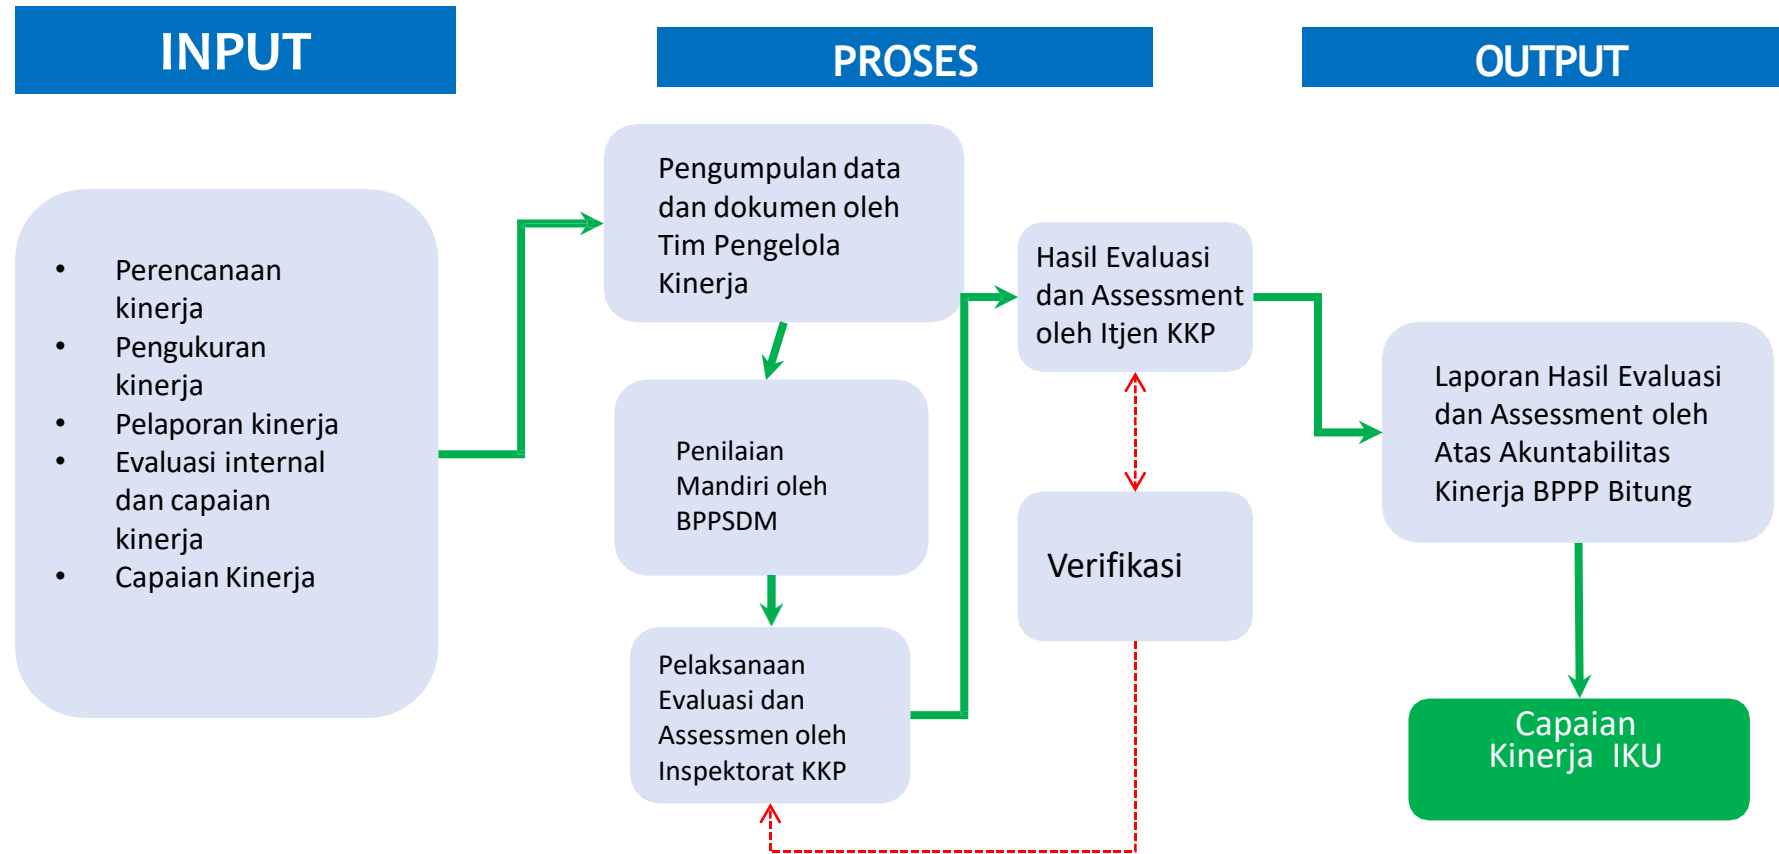 INPUT
PROSES
OUTPUT
• Perencanaan
kinerja
• Pengukuran
kinerja
• Pelaporan kinerja
• Evaluasi internal
dan capaian
kinerja
• Capaian Kinerja
Pengumpulan data
dan dokumen oleh
Tim Pengelola
Kinerja
Penilaian
Mandiri oleh
BPPSDM
Pelaksanaan
Evaluasi dan
Assessmen oleh
Inspektorat KKP
Hasil Evaluasi
dan Assessment
oleh Itjen KKP
Verifikasi
Laporan Hasil Evaluasi
dan Assessment oleh
Atas Akuntabilitas
Kinerja BPPP Bitung
Capaian
Kinerja IKU